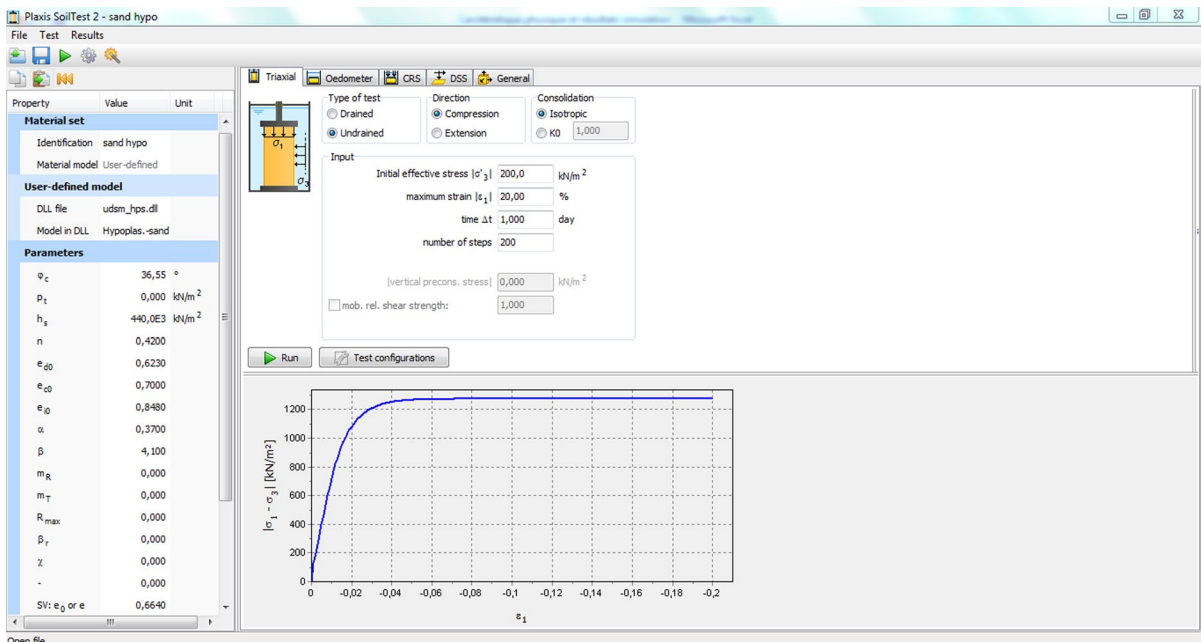 Plaxis SoilTest 2 - sand hypo
File Test Results
Property Value Unit
Material set
Identification sand hypo
Material model User-defined
User-defined model
DLL file udsm_hps.dll
Model in DLL Hypoplas.-sand
Parameters
φc 36,55 °
pt 0,000 kN/m²
hs 440,0E3 kN/m²
n 0,4200
ed0 0,6230
ec0 0,7000
ei0 0,8480
α 0,3700
β 4,100
mR 0,000
mT 0,000
Rmax 0,000
βr 0,000
χ 0,000
- 0,000
SV: e0 or e 0,6640
Open file
Triaxial Oedometer CRS DSS General
σ1
σ3
Type of test Direction Consolidation
Drained Compression Isotropic
Undrained Extension K0 1,000
Input
Initial effective stress |σ'3| 200,0 kN/m²
maximum strain |ε1| 20,00 %
time Δt 1,000 day
number of steps 200
|vertical precons. stress| 0,000 kN/m²
mob. rel. shear strength: 1,000
Run Test configurations
|σ1 - σ3| [kN/m²]
1200
1000
800
600
400
200
0
0 -0,02 -0,04 -0,06 -0,08 -0,1 -0,12 -0,14 -0,16 -0,18 -0,2
ε1